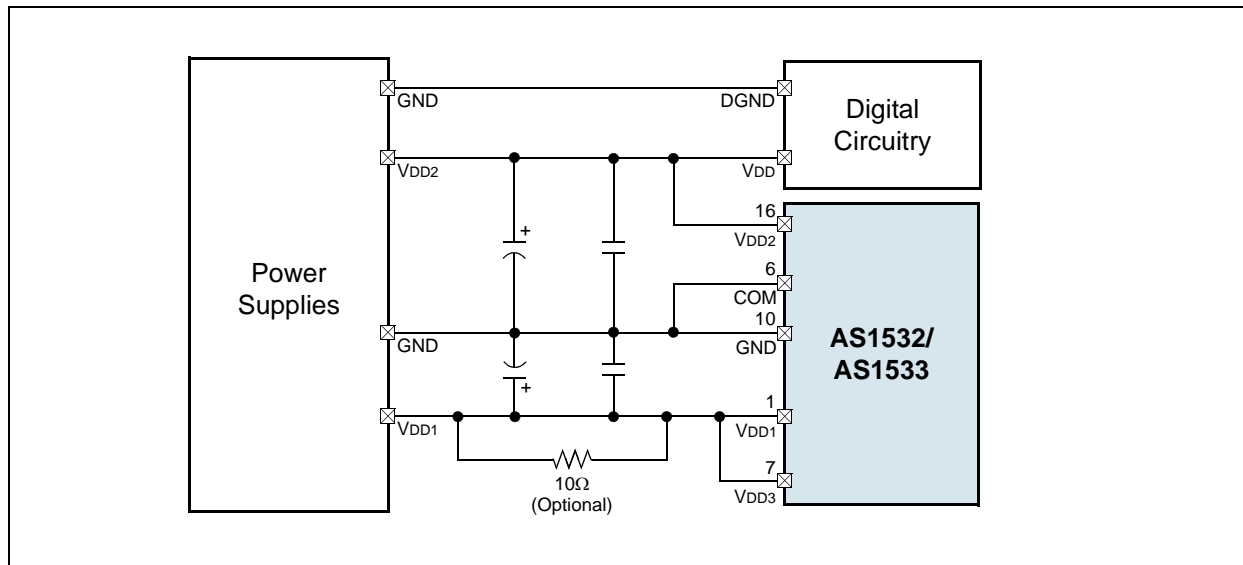 GND
DGND
Digital
Circuitry
VDD2
VDD
16
VDD2
+
6
COM
Power
Supplies
10
GND
GND
AS1532/
AS1533
+
1
VDD1
VDD1
10Ω
(Optional)
7
VDD3